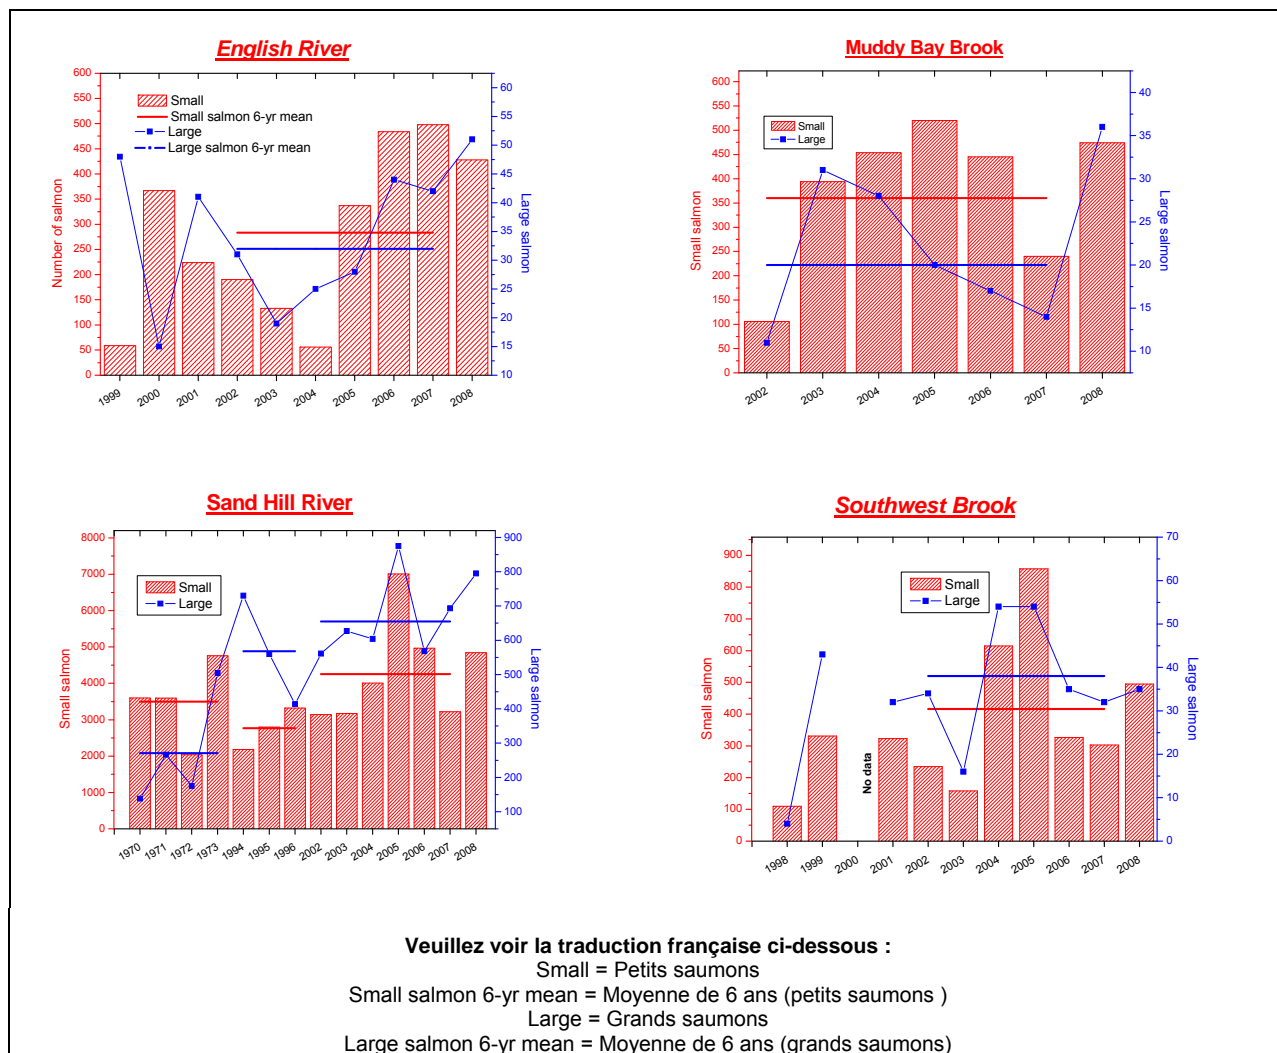 English River
600
550
500
450
400
350
300
250
200
150
100
50
0
Number of salmon
Small
Small salmon 6-yr mean
Large
Large salmon 6-yr mean
60
55
50
45
40
35
30
25
20
15
10
Large salmon
1999 2000 2001 2002 2003 2004 2005 2006 2007 2008
Muddy Bay Brook
600
550
500
450
400
350
300
250
200
150
100
50
0
Small salmon
Small
Large
40
35
30
25
20
15
10
Large salmon
2002 2003 2004 2005 2006 2007 2008
Sand Hill River
8000
7000
6000
5000
4000
3000
2000
1000
0
Small salmon
Small
Large
900
800
700
600
500
400
300
200
100
Large salmon
1970 1971 1972 1973 1994 1995 1996 2002 2003 2004 2005 2006 2007 2008
Southwest Brook
900
800
700
600
500
400
300
200
100
0
Small salmon
Small
Large
No data
70
60
50
40
30
20
10
0
Large salmon
1998 1999 2000 2001 2002 2003 2004 2005 2006 2007 2008
Veuillez voir la traduction française ci-dessous :
Small = Petits saumons
Small salmon 6-yr mean = Moyenne de 6 ans (petits saumons )
Large = Grands saumons
Large salmon 6-yr mean = Moyenne de 6 ans (grands saumons)